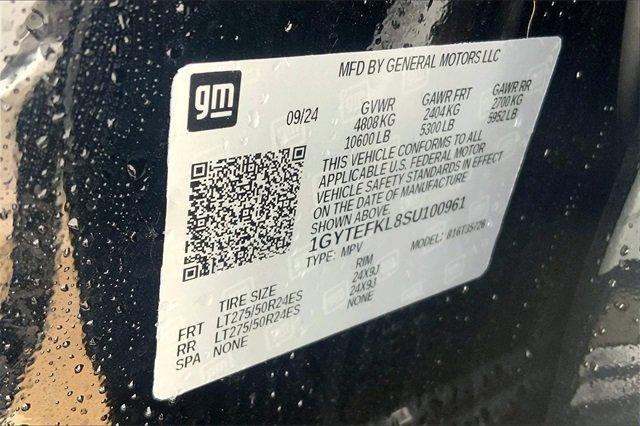 MFD BY GENERAL MOTORS LLC
gm
09/24
GVWR GAWR FRT GAWR RR
4808 KG 2404 KG 2700 KG
10600 LB 5300 LB 5952 LB
THIS VEHICLE CONFORMS TO ALL
APPLICABLE U.S. FEDERAL MOTOR
VEHICLE SAFETY STANDARDS IN EFFECT
ON THE DATE OF MANUFACTURE
SHOWN ABOVE.
1GYTEFKL8SU100961
TYPE: MPV MODEL:
TIRE SIZE RIM
FRT LT275/50R24ES 24X9J
RR LT275/50R24ES 24X9J
SPA NONE NONE